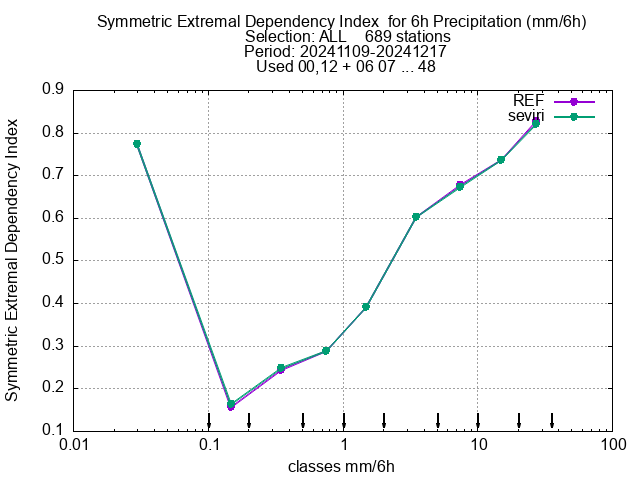 Symmetric Extremal Dependency Index  for 6h Precipitation (mm/6h)
Selection: ALL    689 stations
Period: 20241109-20241217
Used 00,12 + 06 07 ... 48
REF
seviri
0.9
0.8
0.7
0.6
0.5
0.4
0.3
0.2
0.1
Symmetric Extremal Dependency Index
0.01 0.1 1 10 100
classes mm/6h